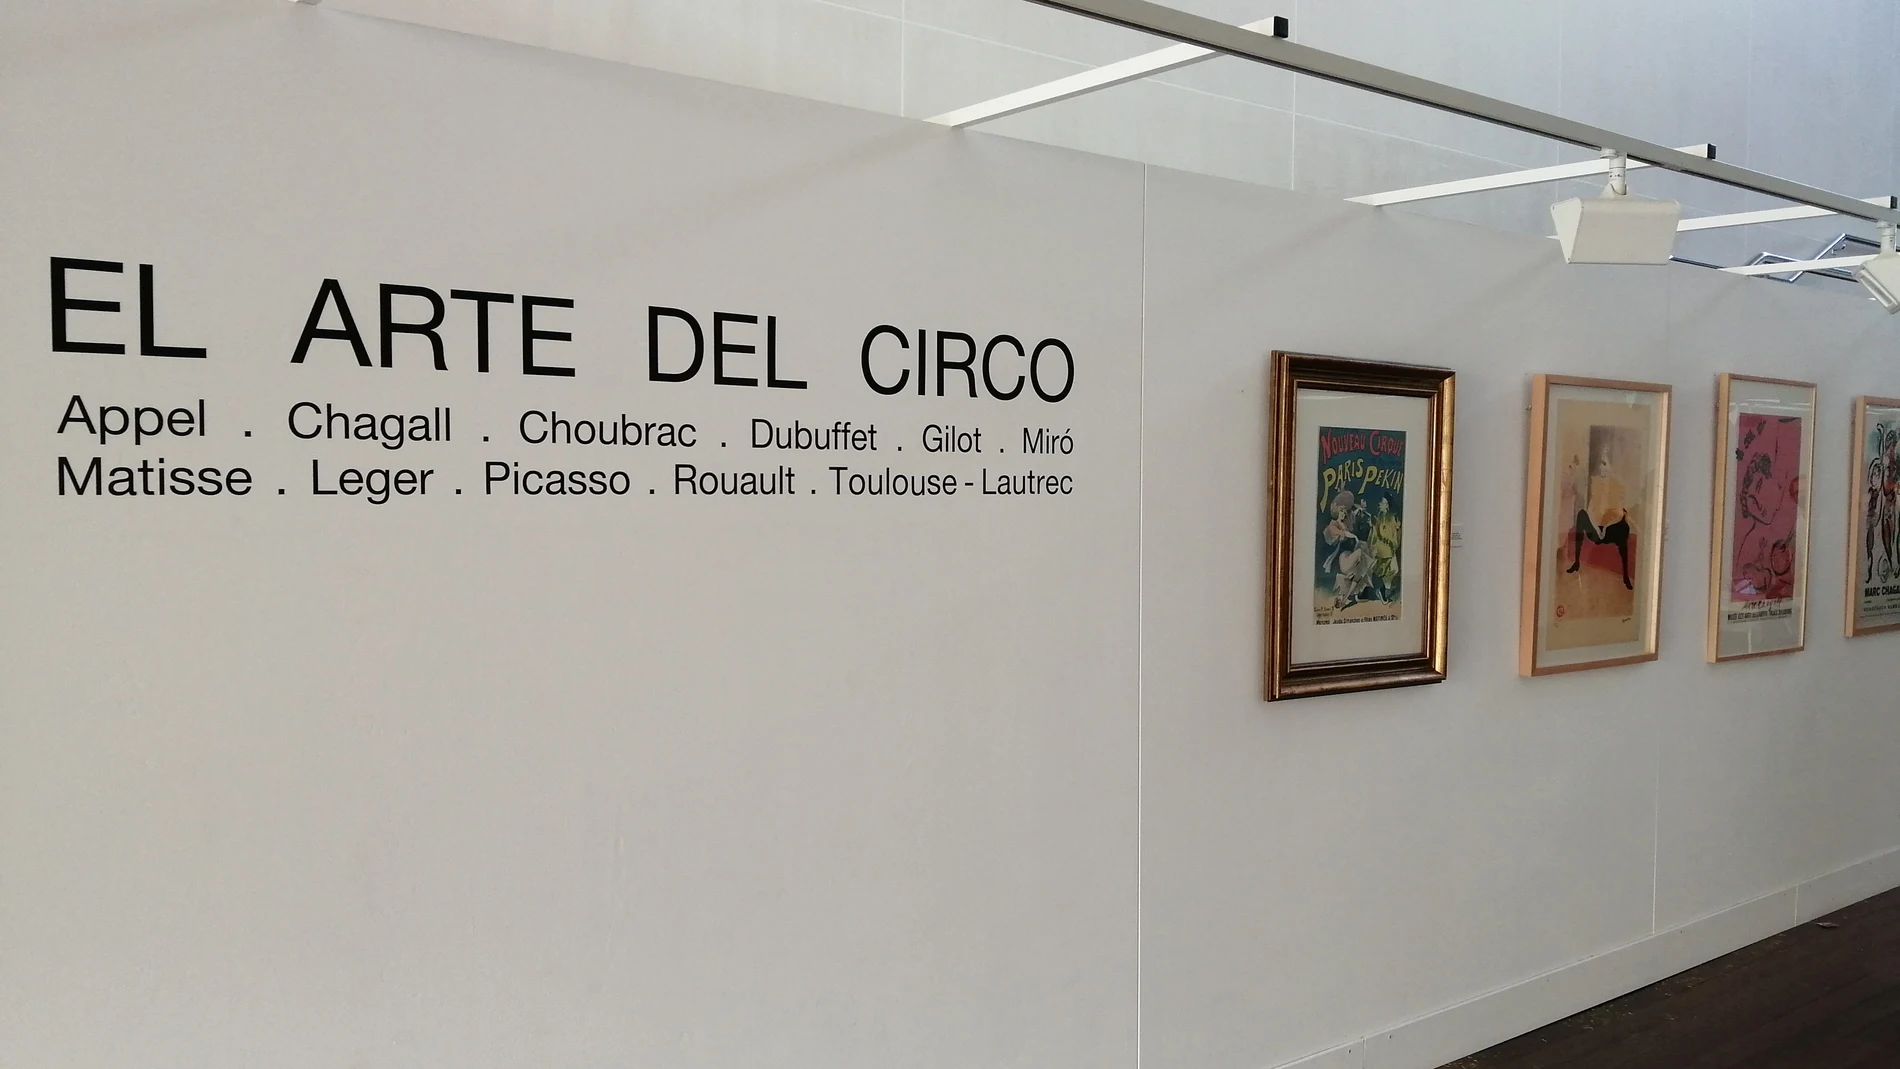 EL ARTE DEL CIRCO
Appel . Chagall . Choubrac . Dubuffet . Gilot . Miró
Matisse . Leger . Picasso . Rouault . Toulouse - Lautrec
NOUVEAU CIRQUE
PARIS PEKIN
MARC CHAGA